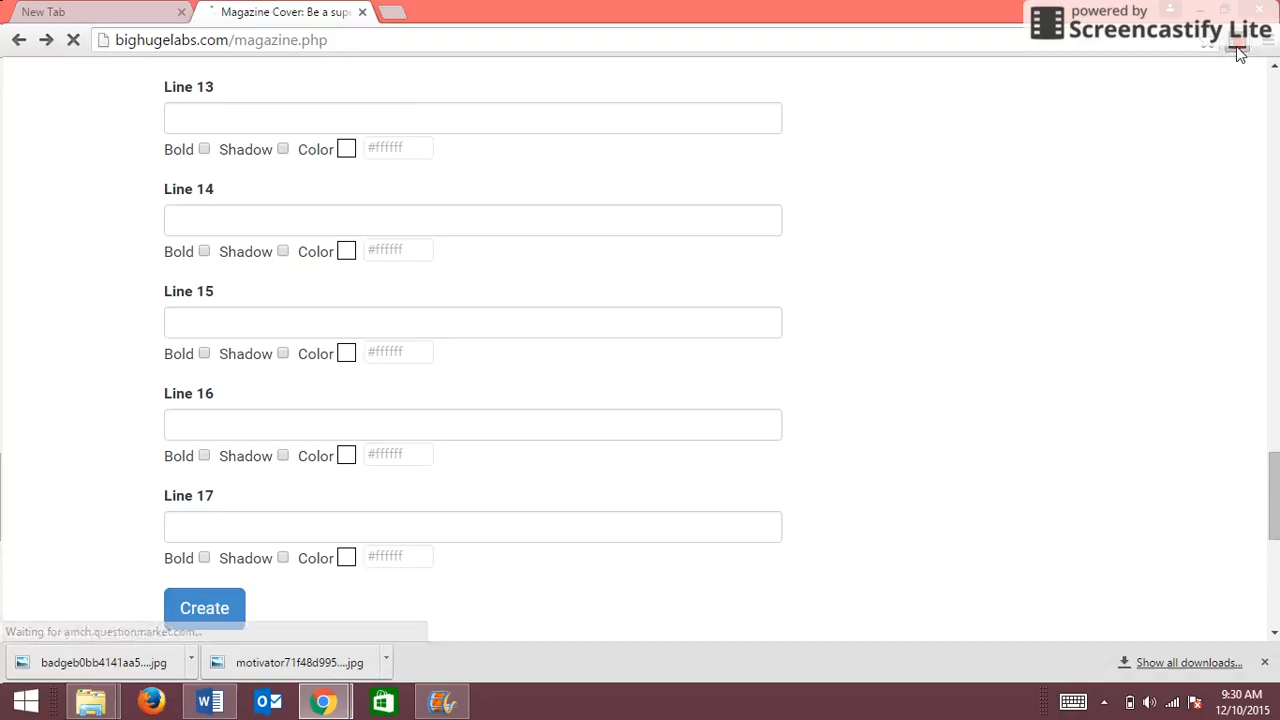 New Tab
Magazine Cover: Be a sup
powered by
Screencastify Lite
bighugelabs.com/magazine.php
Line 13
Bold Shadow Color #ffffff
Line 14
Bold Shadow Color #ffffff
Line 15
Bold Shadow Color #ffffff
Line 16
Bold Shadow Color #ffffff
Line 17
Bold Shadow Color #ffffff
Create
Waiting for amch.questionmarket.com...
badgeb0bb4141aa5....jpg
motivator71f48d995....jpg
Show all downloads...
9:30 AM
12/10/2015